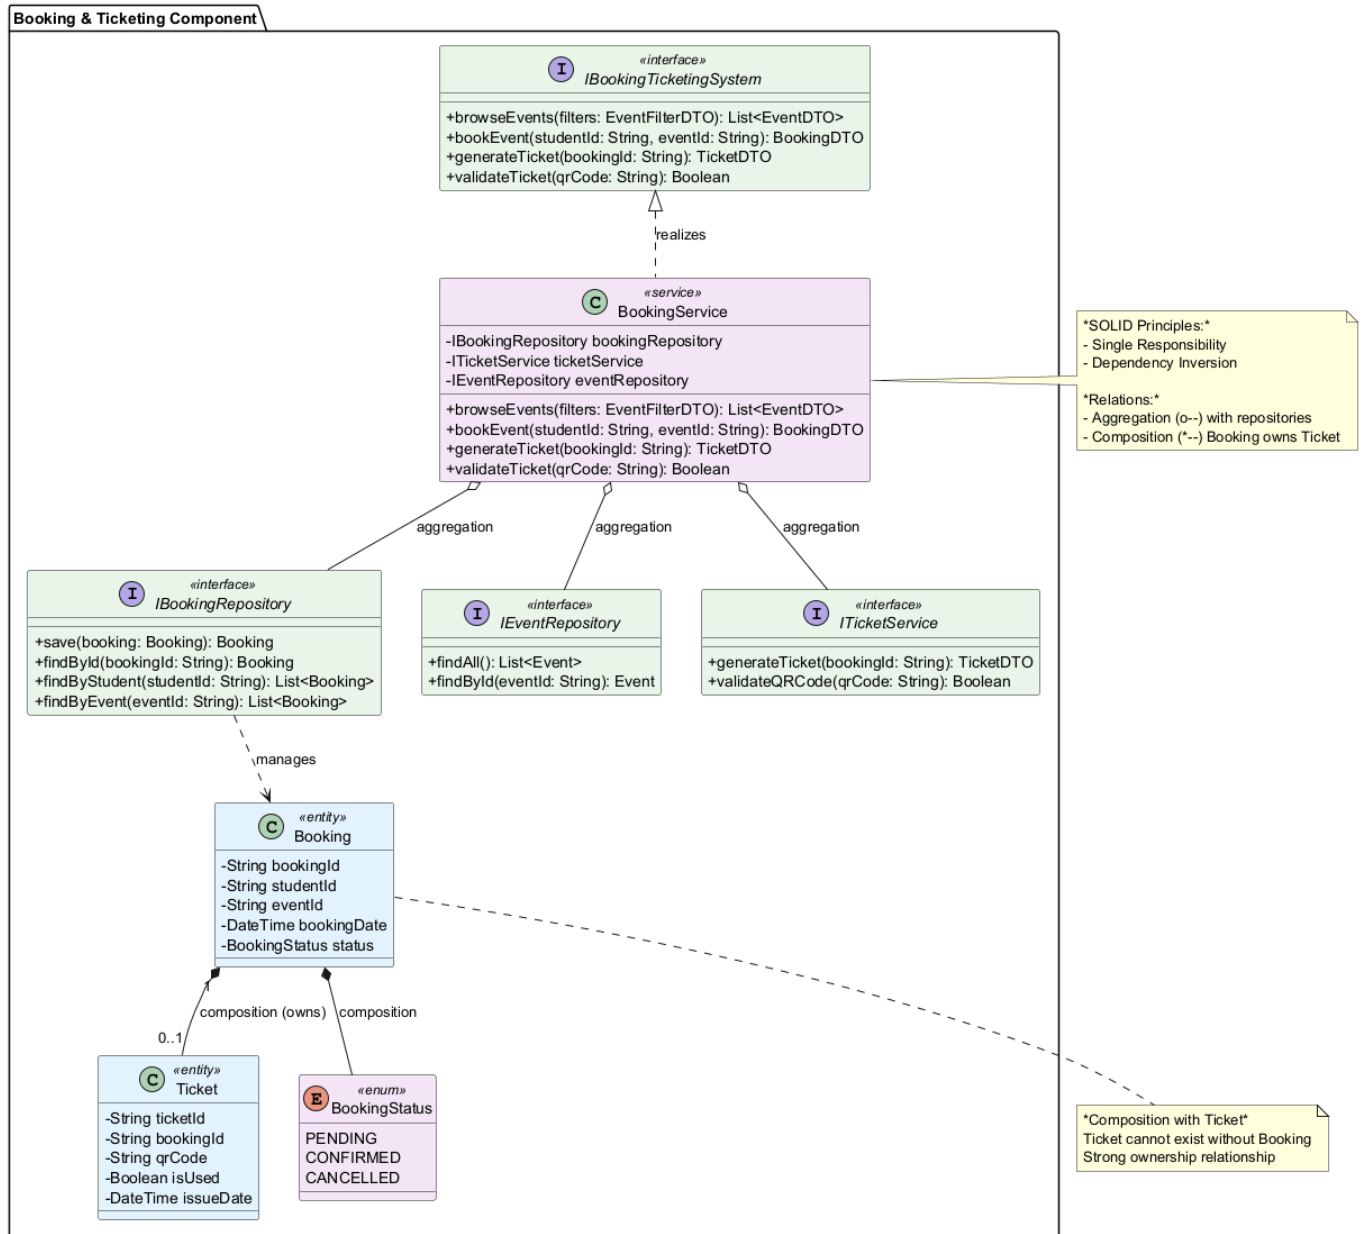 Booking & Ticketing Component
I
«interface»
IBookingTicketingSystem
+browseEvents(filters: EventFilterDTO): List<EventDTO>
+bookEvent(studentId: String, eventId: String): BookingDTO
+generateTicket(bookingId: String): TicketDTO
+validateTicket(qrCode: String): Boolean
realizes
C
«service»
BookingService
-IBookingRepository bookingRepository
-ITicketService ticketService
-IEventRepository eventRepository
+browseEvents(filters: EventFilterDTO): List<EventDTO>
+bookEvent(studentId: String, eventId: String): BookingDTO
+generateTicket(bookingId: String): TicketDTO
+validateTicket(qrCode: String): Boolean
*SOLID Principles:*
- Single Responsibility
- Dependency Inversion
*Relations:*
- Aggregation (o--) with repositories
- Composition (*--) Booking owns Ticket
aggregation
aggregation
aggregation
I
«interface»
IBookingRepository
+save(booking: Booking): Booking
+findById(bookingId: String): Booking
+findByStudent(studentId: String): List<Booking>
+findByEvent(eventId: String): List<Booking>
I
«interface»
IEventRepository
+findAll(): List<Event>
+findById(eventId: String): Event
I
«interface»
ITicketService
+generateTicket(bookingId: String): TicketDTO
+validateQRCode(qrCode: String): Boolean
manages
C
«entity»
Booking
-String bookingId
-String studentId
-String eventId
-DateTime bookingDate
-BookingStatus status
1
composition (owns)
composition
0..1
C
«entity»
Ticket
-String ticketId
-String bookingId
-String qrCode
-Boolean isUsed
-DateTime issueDate
E
«enum»
BookingStatus
PENDING
CONFIRMED
CANCELLED
*Composition with Ticket*
Ticket cannot exist without Booking
Strong ownership relationship